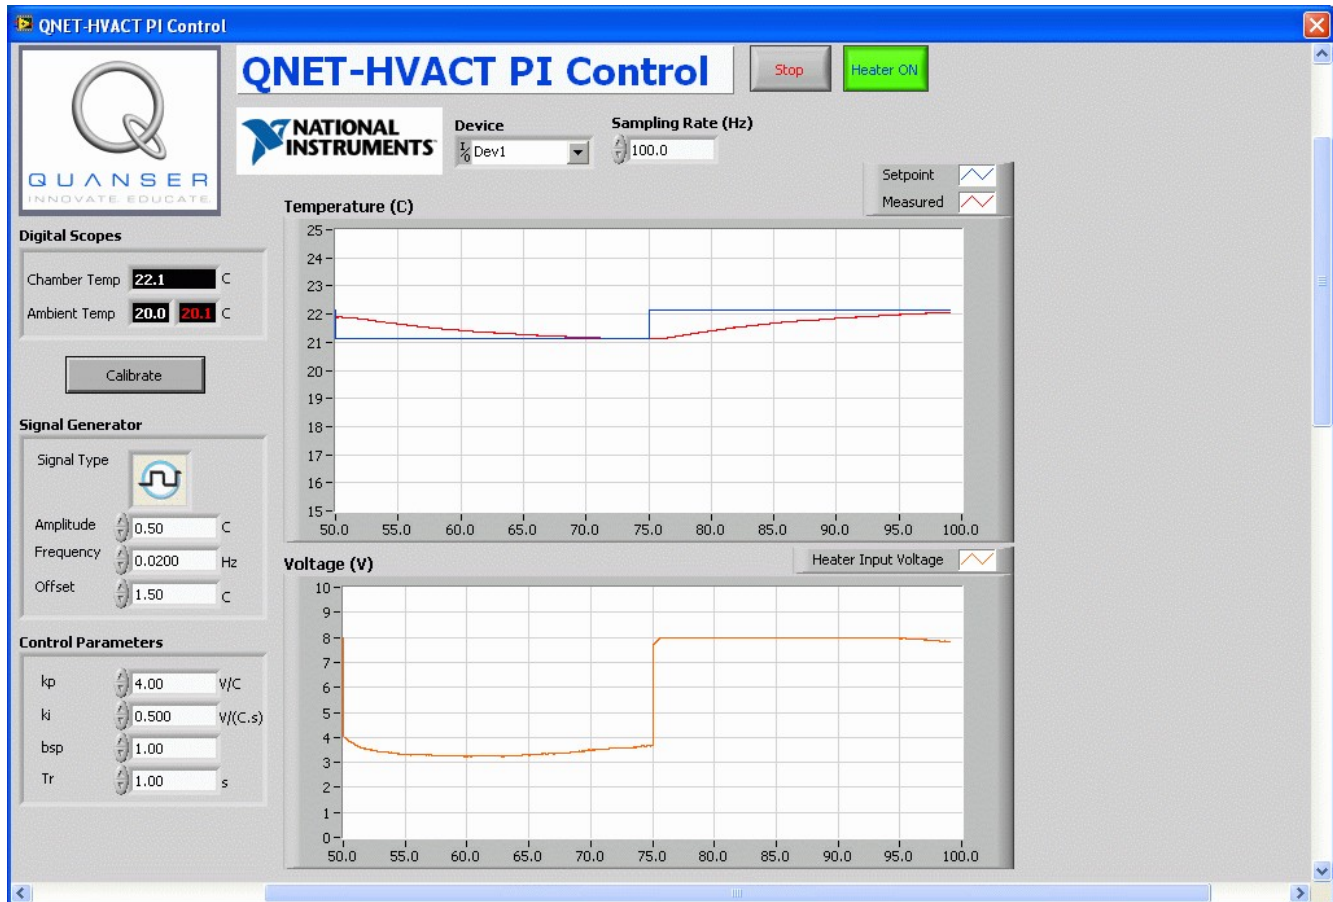 QNET-HVACT PI Control
QNET-HVACT PI Control
Stop
Heater ON
QUANSER
INNOVATE. EDUCATE.
NATIONAL
INSTRUMENTS
Device
Dev1
Sampling Rate (Hz)
100.0
Setpoint
Measured
Digital Scopes
Chamber Temp 22.1 C
Ambient Temp 20.0 20.1 C
Calibrate
Signal Generator
Signal Type
Amplitude 0.50 C
Frequency 0.0200 Hz
Offset 1.50 C
Control Parameters
kp 4.00 V/C
ki 0.500 V/(C.s)
bsp 1.00
Tr 1.00 s
Temperature (C)
25
24
23
22
21
20
19
18
17
16
15
50.0 55.0 60.0 65.0 70.0 75.0 80.0 85.0 90.0 95.0 100.0
Voltage (V)
Heater Input Voltage
10
9
8
7
6
5
4
3
2
1
0
50.0 55.0 60.0 65.0 70.0 75.0 80.0 85.0 90.0 95.0 100.0